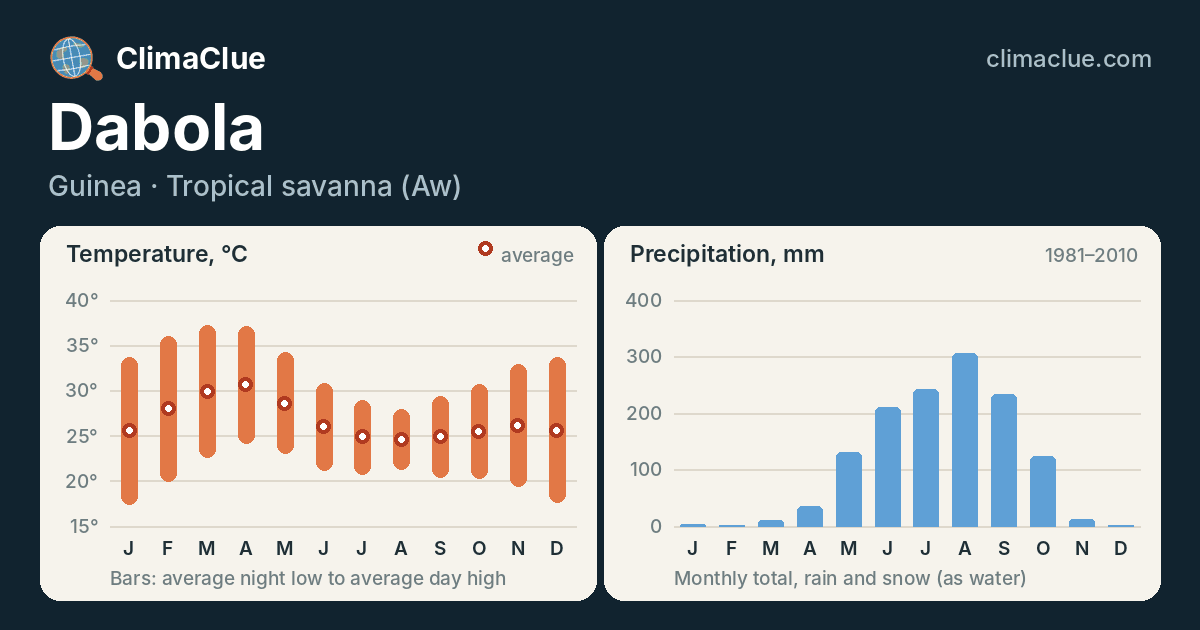 ClimaClue
climaclue.com
Dabola
Guinea · Tropical savanna (Aw)
Temperature, °C
average
40°
35°
30°
25°
20°
15°
J F M A M J J A S O N D
Bars: average night low to average day high
Precipitation, mm
1981–2010
400
300
200
100
0
J F M A M J J A S O N D
Monthly total, rain and snow (as water)